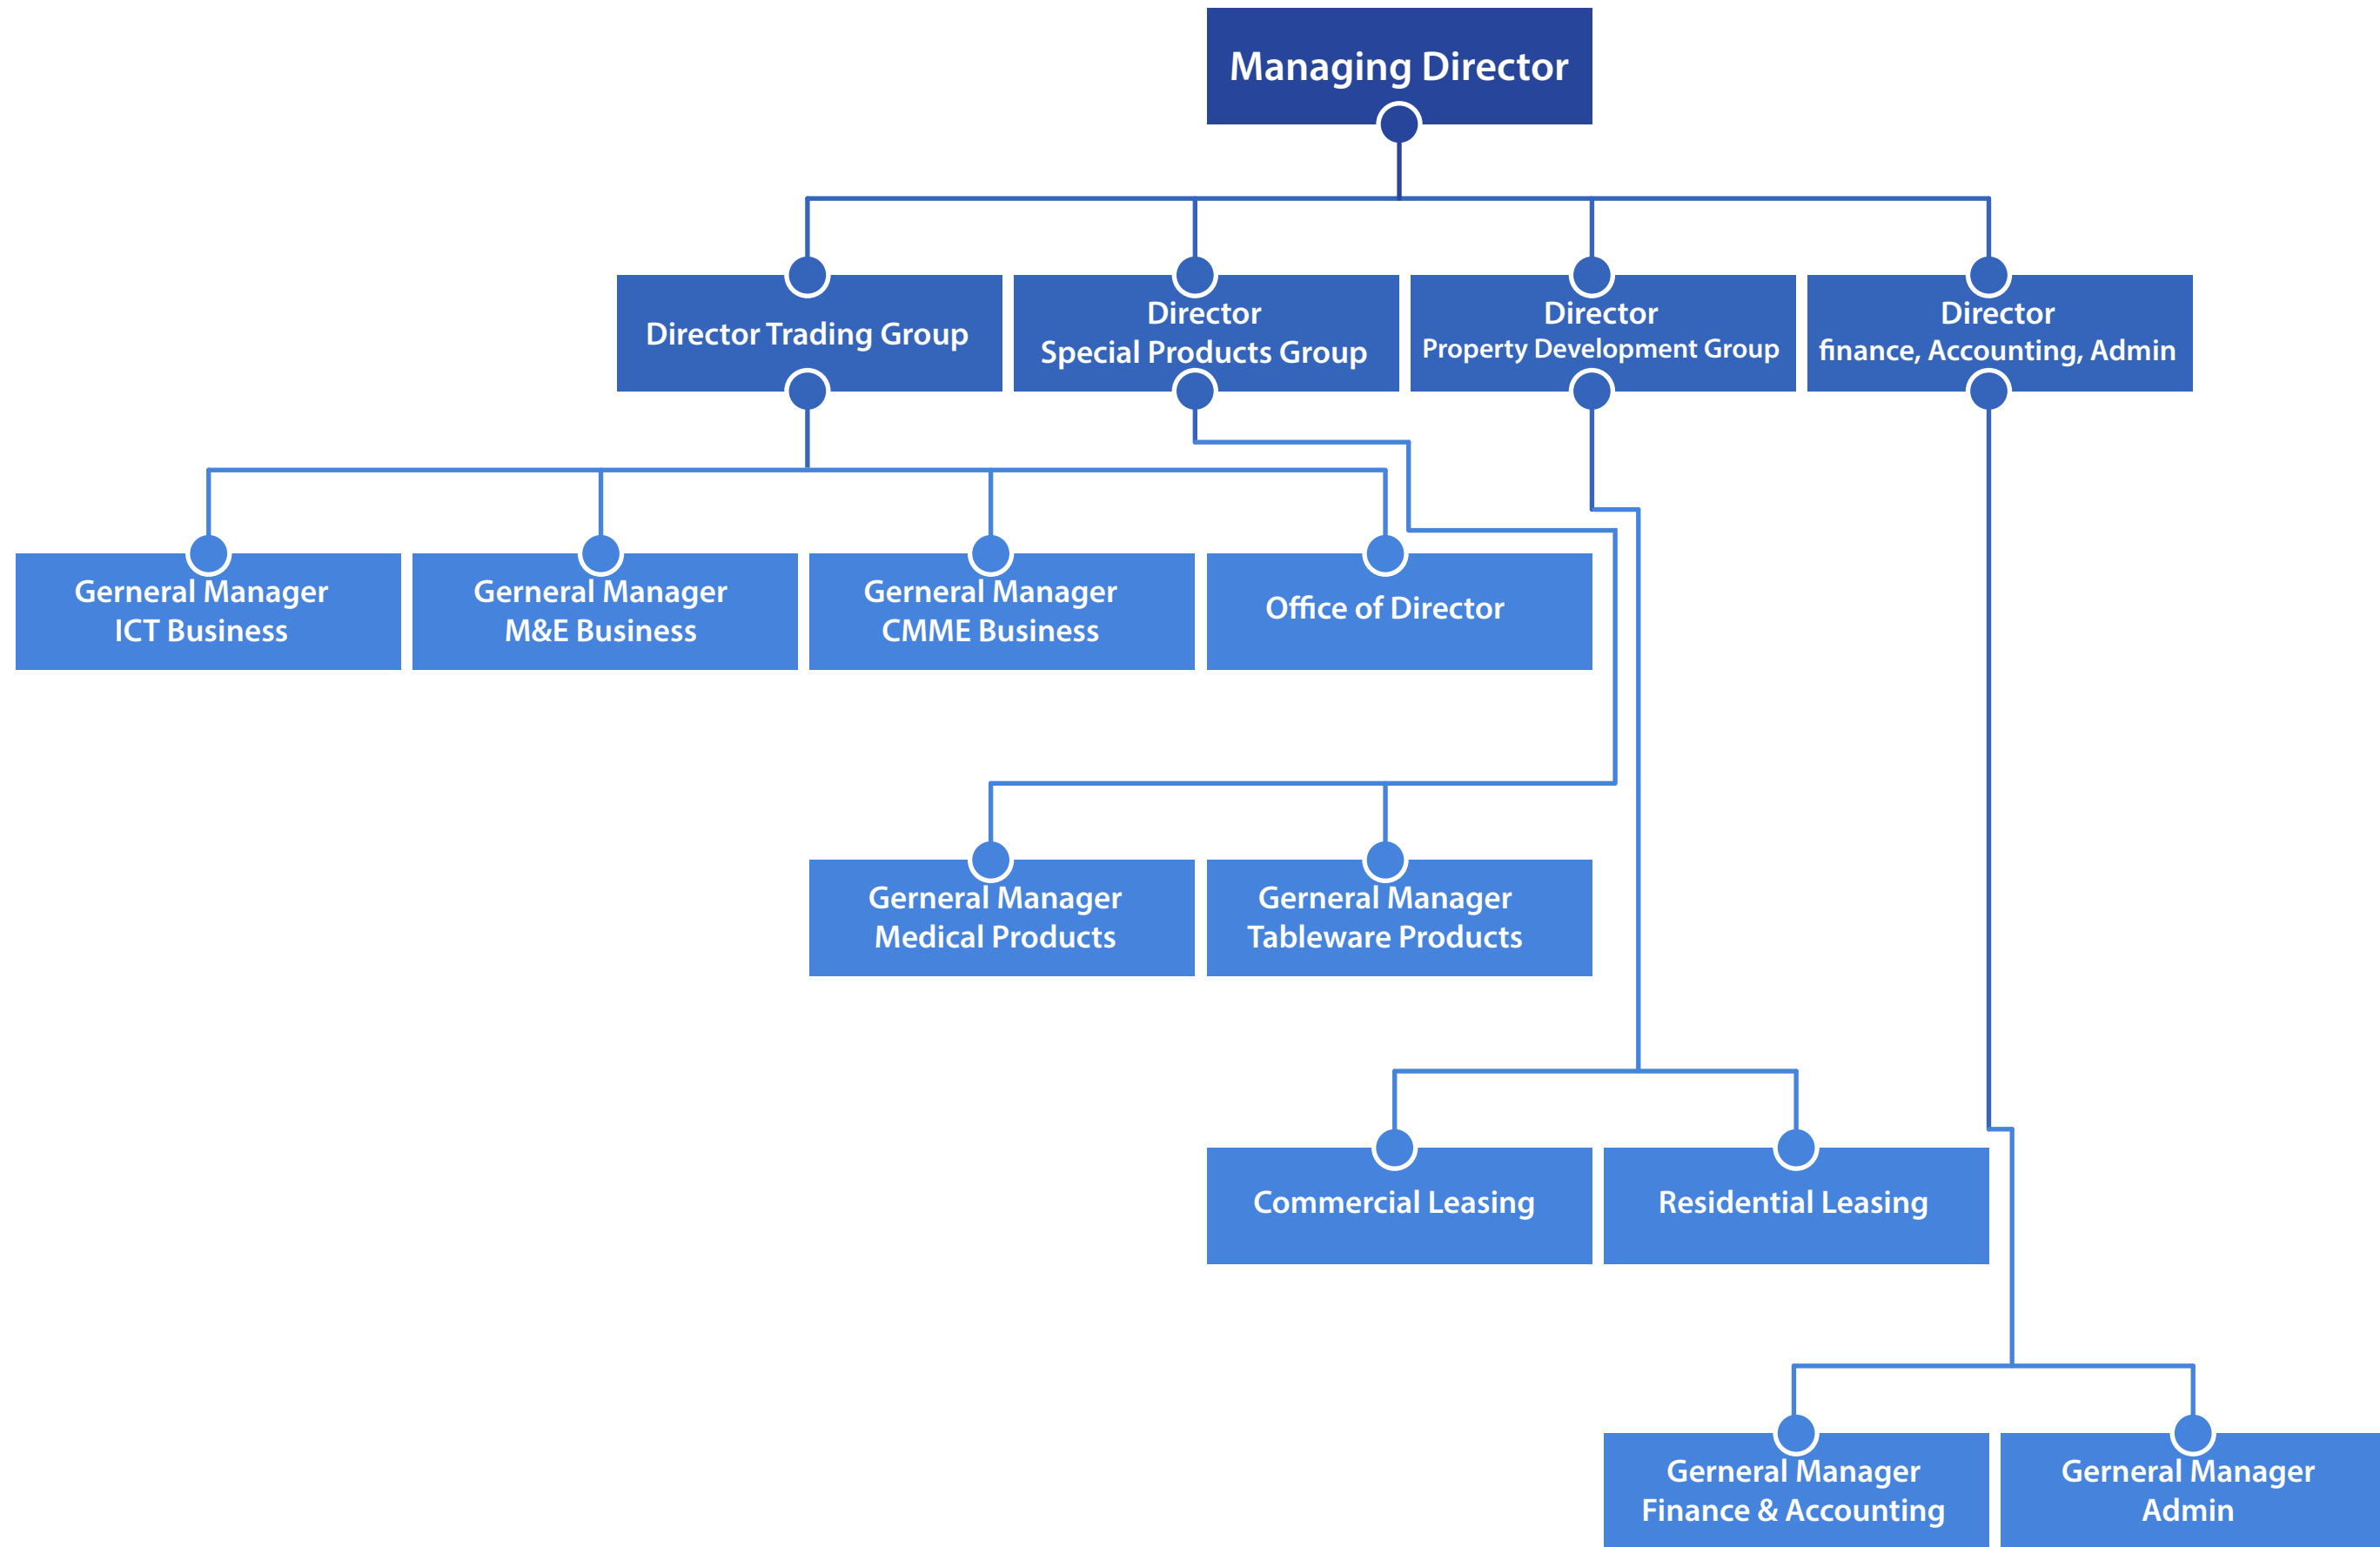 Managing Director
Director Trading Group
Director
Special Products Group
Director
Property Development Group
Director
finance, Accounting, Admin
Gerneral Manager
ICT Business
Gerneral Manager
M&E Business
Gerneral Manager
CMME Business
Office of Director
Gerneral Manager
Medical Products
Gerneral Manager
Tableware Products
Commercial Leasing
Residential Leasing
Gerneral Manager
Finance & Accounting
Gerneral Manager
Admin